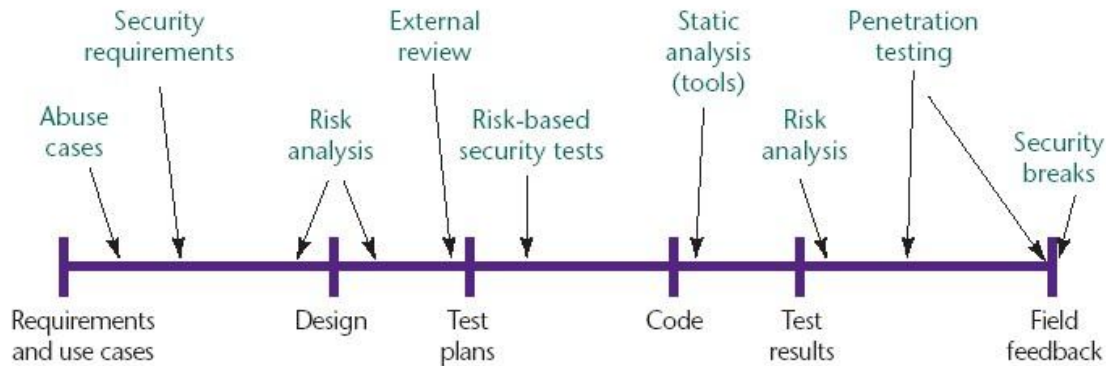 Security
requirements
External
review
Static
analysis
(tools)
Penetration
testing
Abuse
cases
Risk
analysis
Risk-based
security tests
Risk
analysis
Security
breaks
Requirements
and use cases
Design
Test
plans
Code
Test
results
Field
feedback